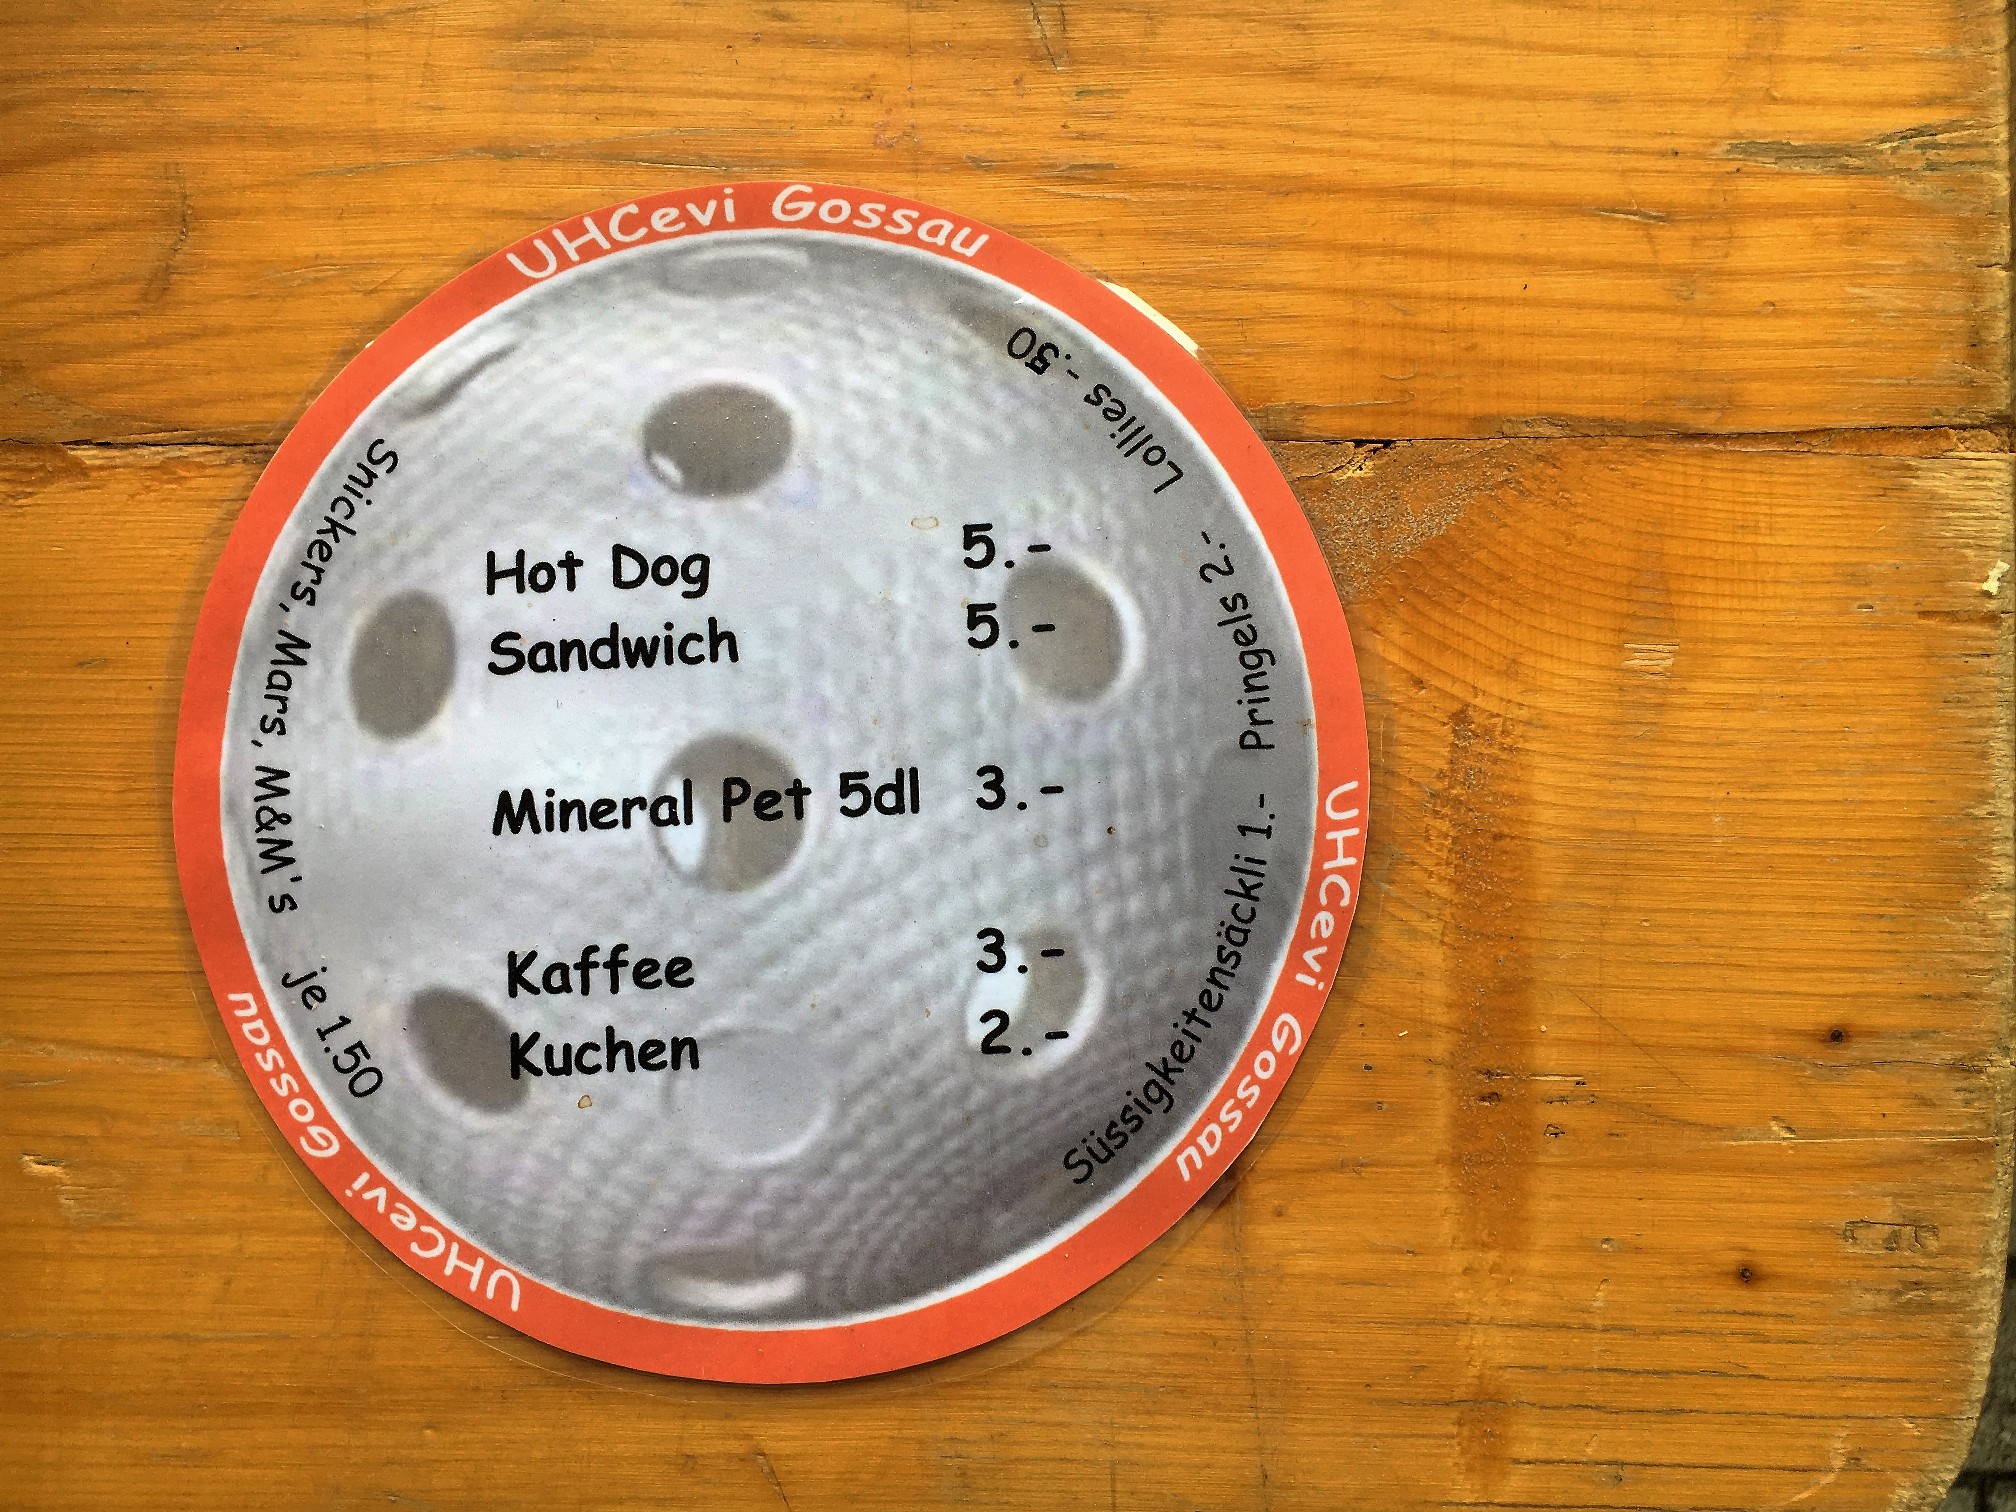 UHCevi Gossau
Lollies -.50
Snickers, Mars, M&M's je 1.50
Hot Dog 5.-
Sandwich 5.-
Pringels 2.-
Mineral Pet 5dl 3.-
Süssigkeitensäckli 1.-
Kaffee 3.-
Kuchen 2.-
UHCevi Gossau
UHCevi Gossau